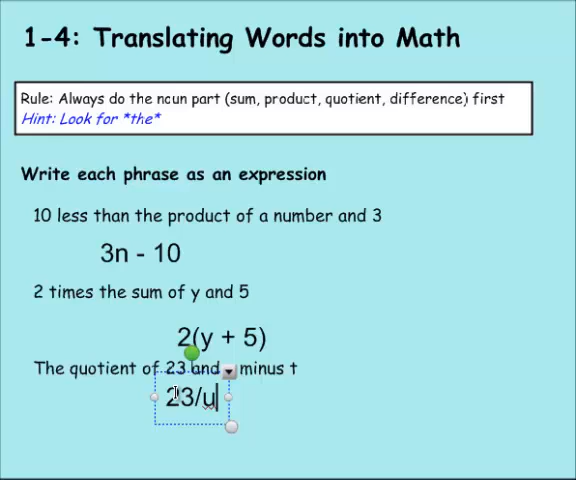 1-4: Translating Words into Math
Rule: Always do the noun part (sum, product, quotient, difference) first
Hint: Look for *the*
Write each phrase as an expression
10 less than the product of a number and 3
3n - 10
2 times the sum of y and 5
2(y + 5)
The quotient of 23 and minus t
23/u